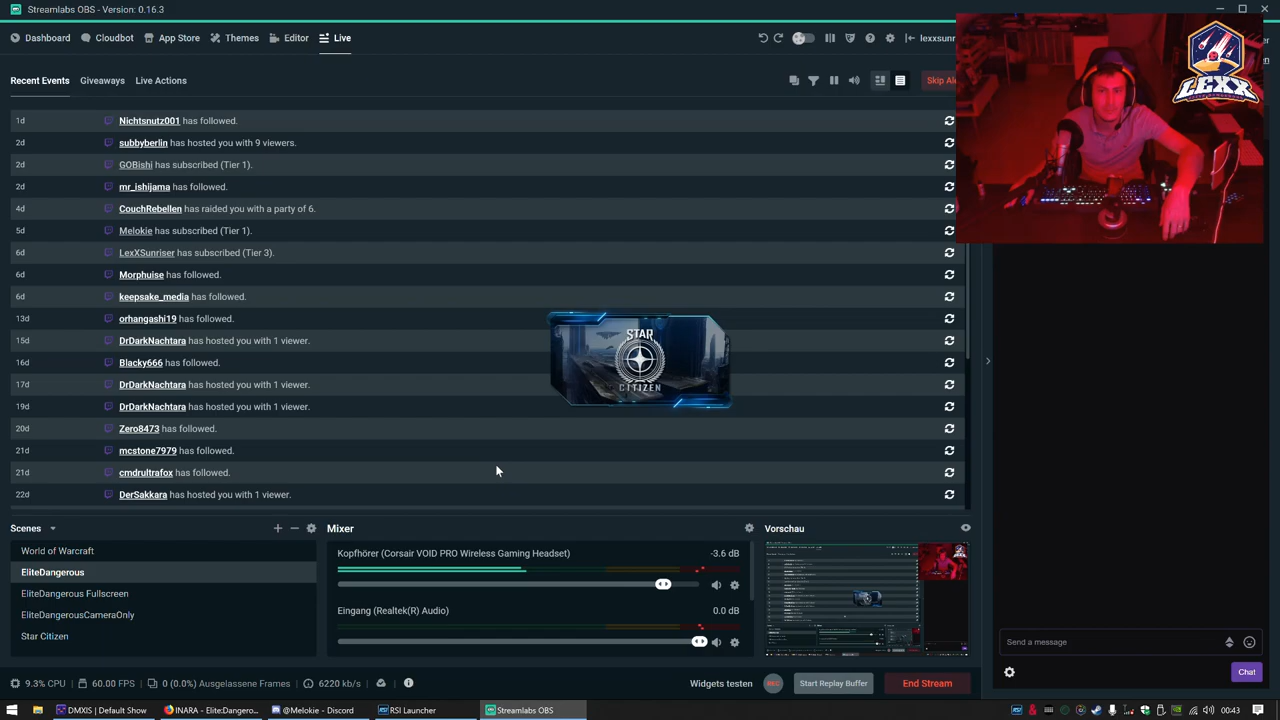 Streamlabs OBS - Version: 0.16.3
Dashboard Cloudbot App Store Themes Editor Live
Recent Events Giveaways Live Actions
LEXX
1d Nichtsnutz001 has followed.
2d subbyberlin has hosted you with 9 viewers.
2d GOBishi has subscribed (Tier 1).
2d mr_ishijama has followed.
4d CouchRebellen has raided you with a party of 6.
5d Melokie has subscribed (Tier 1).
6d LexXSunriser has subscribed (Tier 3).
6d Morphuise has followed.
6d keepsake_media has followed.
13d orhangashi19 has followed.
15d DrDarkNachtara has hosted you with 1 viewer.
16d Blacky666 has followed.
17d DrDarkNachtara has hosted you with 1 viewer.
19d DrDarkNachtara has hosted you with 1 viewer.
20d Zero8473 has followed.
21d mcstone7979 has followed.
21d cmdrultrafox has followed.
22d DerSakkara has hosted you with 1 viewer.
STAR
CITIZEN
Scenes
World of Warcraft
EliteDangerous
Star Citizen
Mixer
Kopfhörer (Corsair VOID PRO Wireless Gaming Headset) -3.6 dB
Eingang (Realtek(R) Audio) 0.0 dB
Vorschau
Send a message
Chat
9.3% CPU 60.00 FPS 0 (0.0%) 6220 kb/s Widgets testen REC Start Replay Buffer End Stream
DMXIS | Default Show INARA - Elite:Dangero... @Melokie - Discord RSI Launcher Streamlabs OBS 00:43